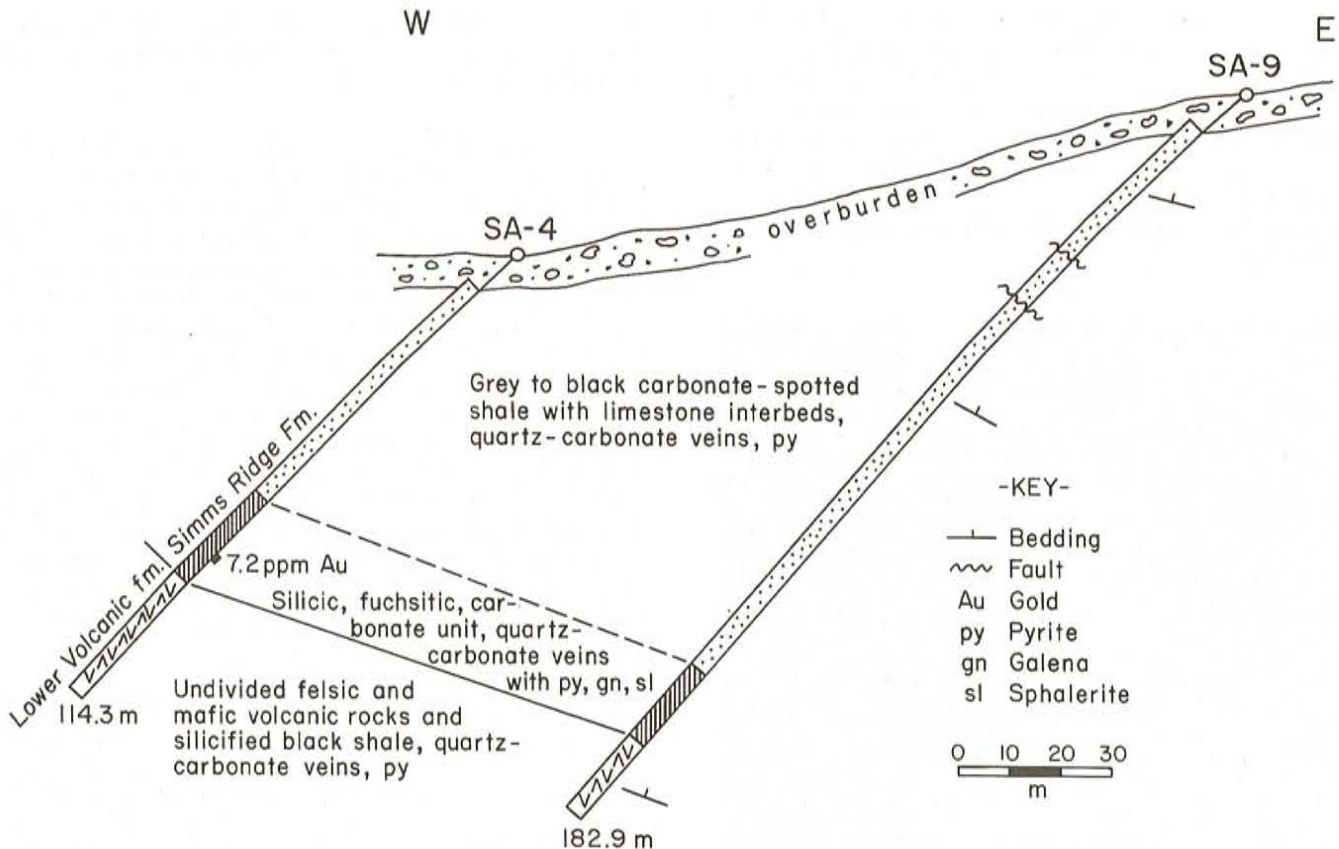 W
E
SA-9
SA-4
overburden
Grey to black carbonate-spotted
shale with limestone interbeds,
quartz-carbonate veins, py
Simms Ridge Fm.
Lower Volcanic fm.
7.2 ppm Au
Silicic, fuchsitic, car-
bonate unit, quartz-
carbonate veins
with py, gn, sl
Undivided felsic and
mafic volcanic rocks and
silicified black shale, quartz-
carbonate veins, py
114.3 m
182.9 m
-KEY-
Bedding
Fault
Au Gold
py Pyrite
gn Galena
sl Sphalerite
0 10 20 30
m